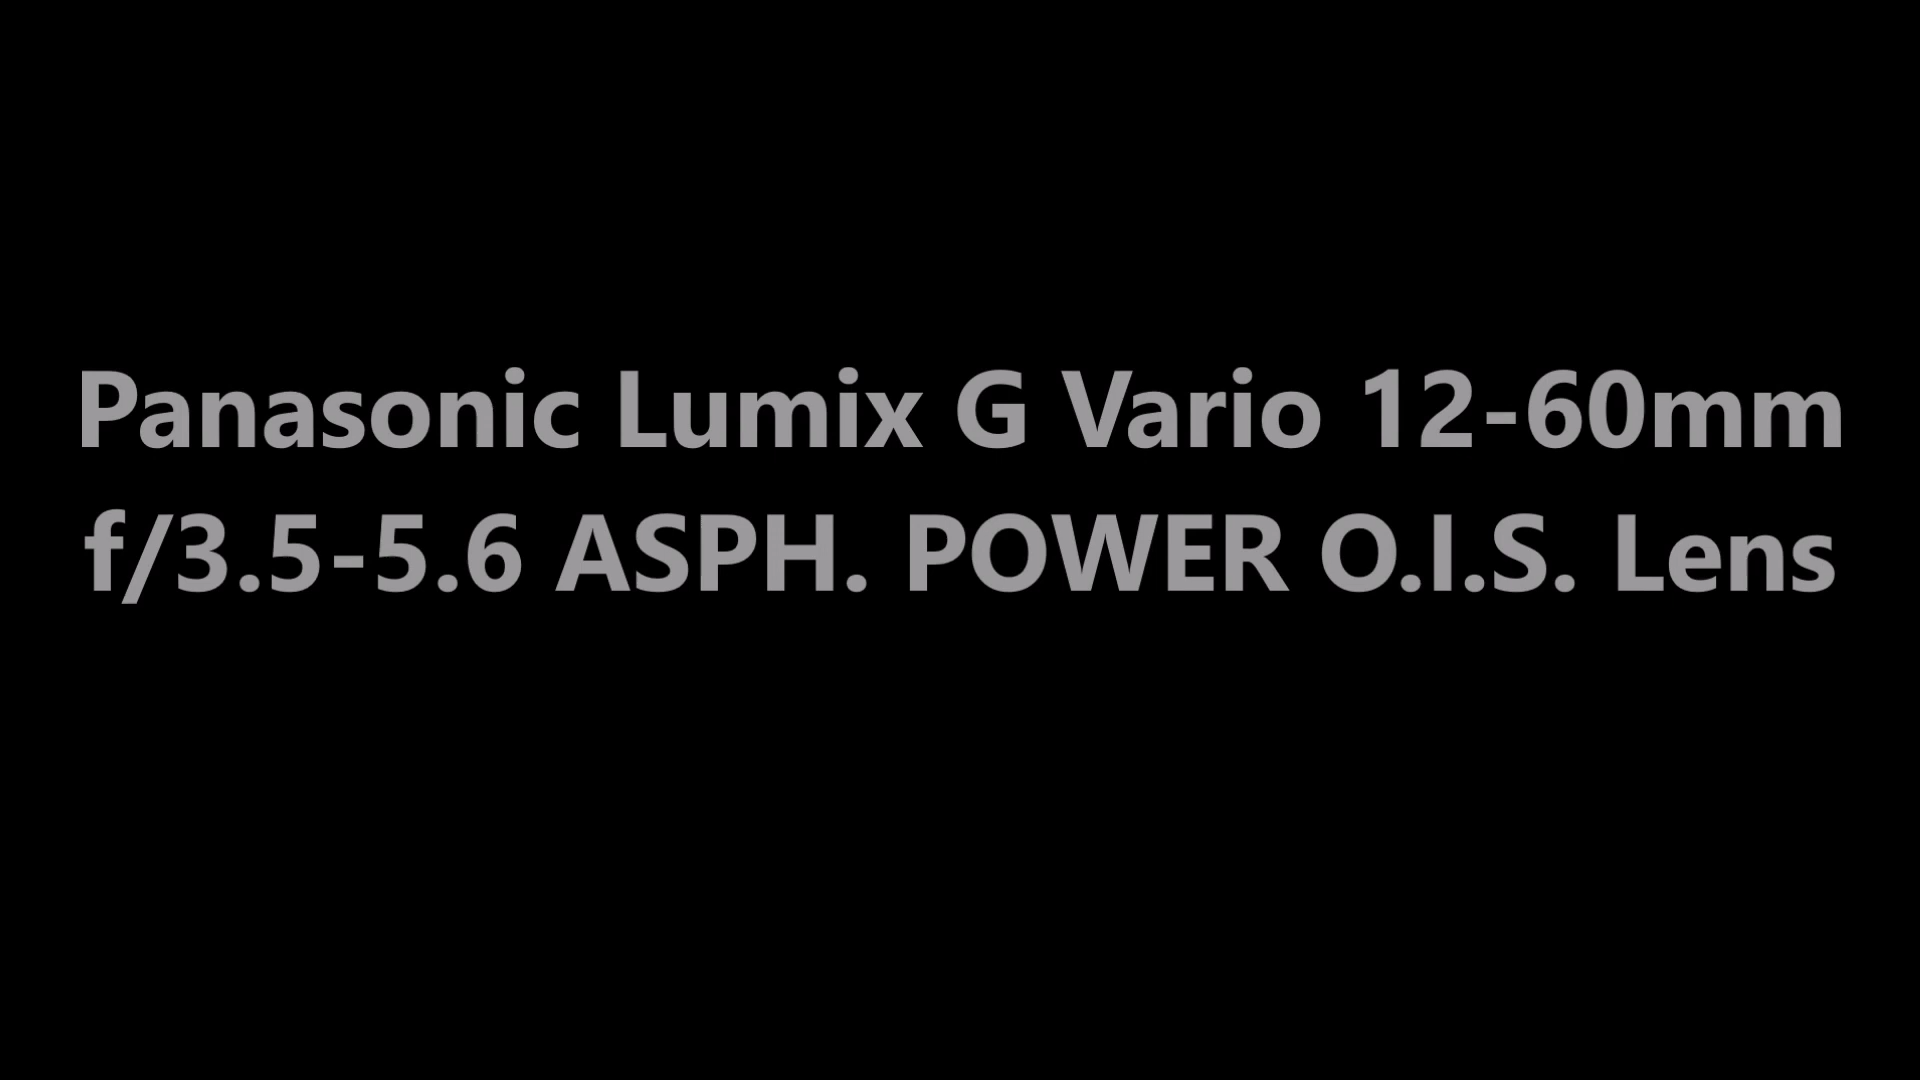 Panasonic Lumix G Vario 12-60mm
f/3.5-5.6 ASPH. POWER O.I.S. Lens